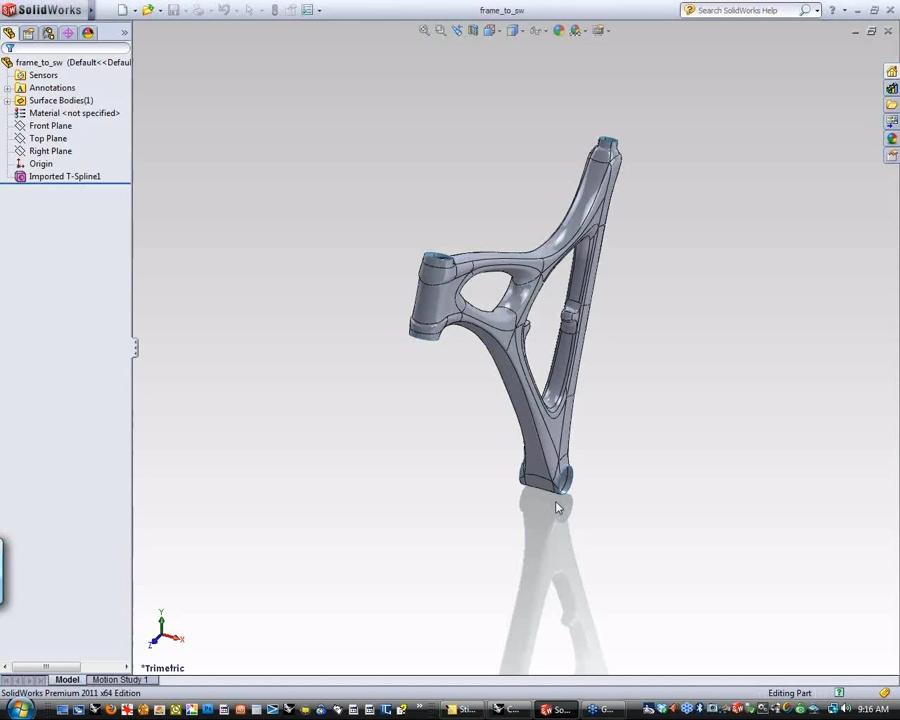 SolidWorks
frame_to_sw
Search SolidWorks Help
frame_to_sw (Default<<Defaul
Sensors
Annotations
Surface Bodies(1)
Material <not specified>
Front Plane
Top Plane
Right Plane
Origin
Imported T-Spline1
Y
X
Z
*Trimetric
Model
Motion Study 1
SolidWorks Premium 2011 x64 Edition
Editing Part
Sti...
C...
So...
G...
9:16 AM